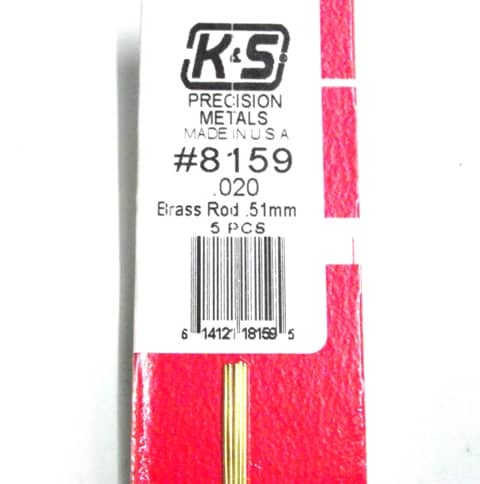 K&S
PRECISION
METALS
MADE IN U.S.A
#8159
.020
Brass Rod .51mm
5 PCS
6 14121 18159 5